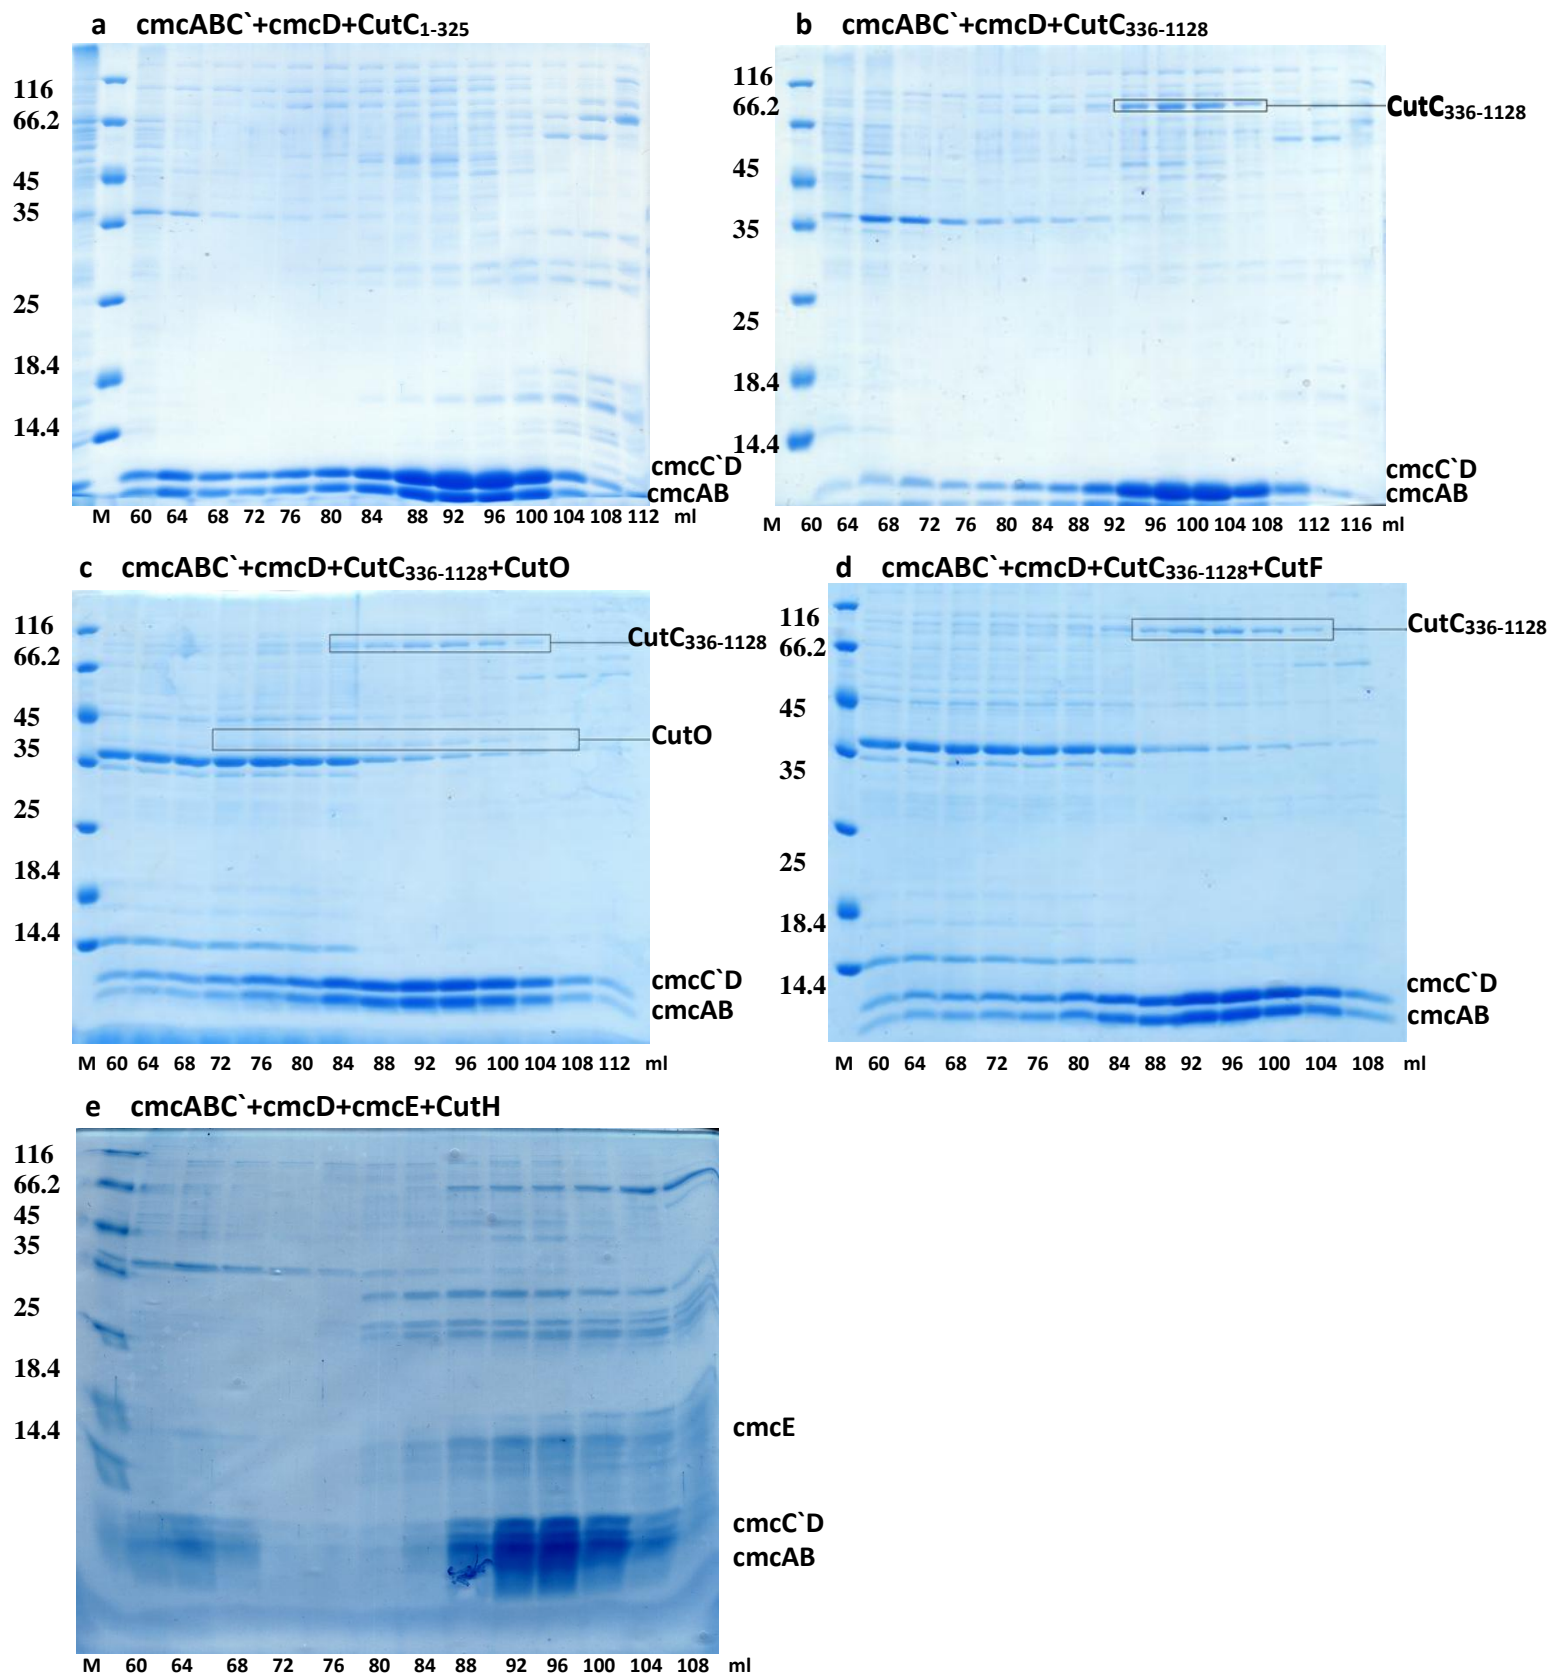 a cmcABC`+cmcD+CutC1-325
116
66.2
45
35
25
18.4
14.4
cmcC`D
cmcAB
M 60 64 68 72 76 80 84 88 92 96 100 104 108 112 ml
b cmcABC`+cmcD+CutC336-1128
116
66.2
45
35
25
18.4
14.4
CutC336-1128
cmcC`D
cmcAB
M 60 64 68 72 76 80 84 88 92 96 100 104 108 112 116 ml
c cmcABC`+cmcD+CutC336-1128+CutO
116
66.2
45
35
25
18.4
14.4
CutC336-1128
CutO
cmcC`D
cmcAB
M 60 64 68 72 76 80 84 88 92 96 100 104 108 112 ml
d cmcABC`+cmcD+CutC336-1128+CutF
116
66.2
45
35
25
18.4
14.4
CutC336-1128
cmcC`D
cmcAB
M 60 64 68 72 76 80 84 88 92 96 100 104 108 ml
e cmcABC`+cmcD+cmcE+CutH
116
66.2
45
35
25
18.4
14.4
cmcE
cmcC`D
cmcAB
M 60 64 68 72 76 80 84 88 92 96 100 104 108 ml